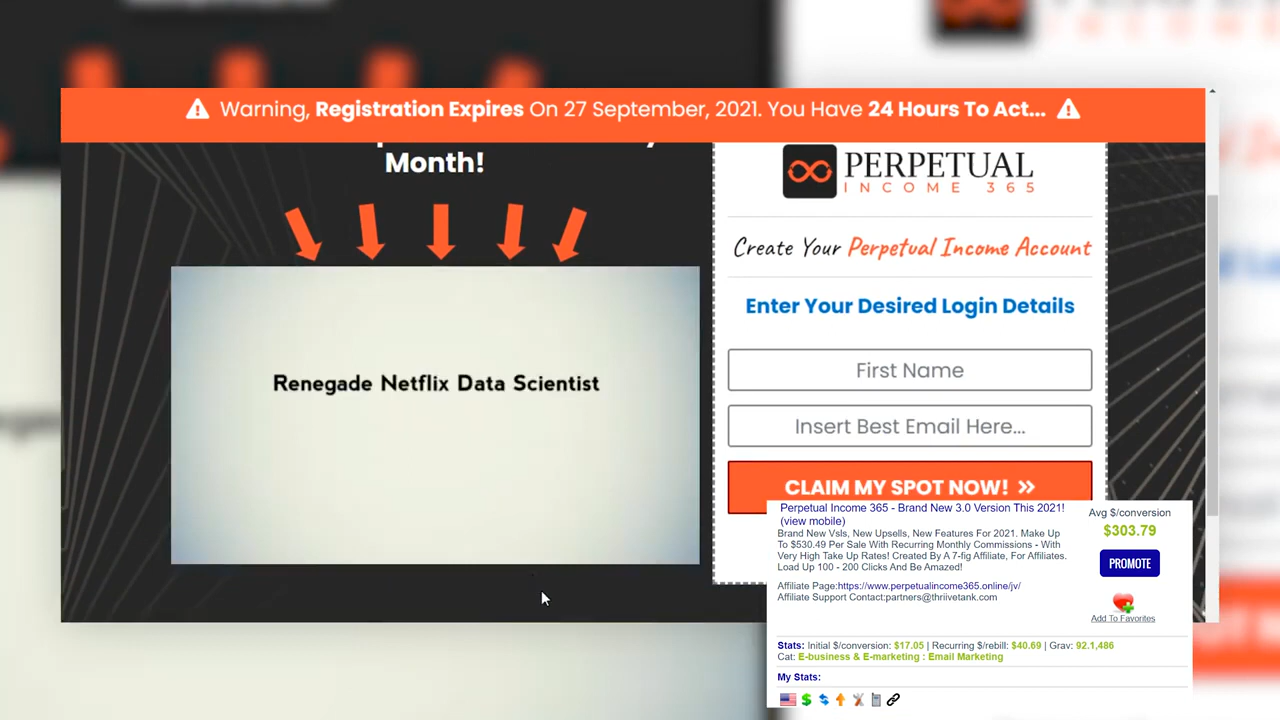 Warning, Registration Expires On 27 September, 2021. You Have 24 Hours To Act...
Month!
PERPETUAL
INCOME 365
Create Your Perpetual Income Account
Enter Your Desired Login Details
First Name
Insert Best Email Here...
CLAIM MY SPOT NOW! »
Renegade Netflix Data Scientist
Perpetual Income 365 - Brand New 3.0 Version This 2021!
(view mobile)
Brand New Vsls, New Upsells, New Features For 2021. Make Up
To $530.49 Per Sale With Recurring Monthly Commissions - With
Very High Take Up Rates! Created By A 7-fig Affiliate, For Affiliates.
Load Up 100 - 200 Clicks And Be Amazed!
Affiliate Page:https://www.perpetualincome365.online/jv/
Affiliate Support Contact:partners@thriivetank.com
Avg $/conversion
$303.79
PROMOTE
Add To Favorites
Stats: Initial $/conversion: $17.05 | Recurring $/rebill: $40.69 | Grav: 92.1,486
Cat: E-business & E-marketing : Email Marketing
My Stats: